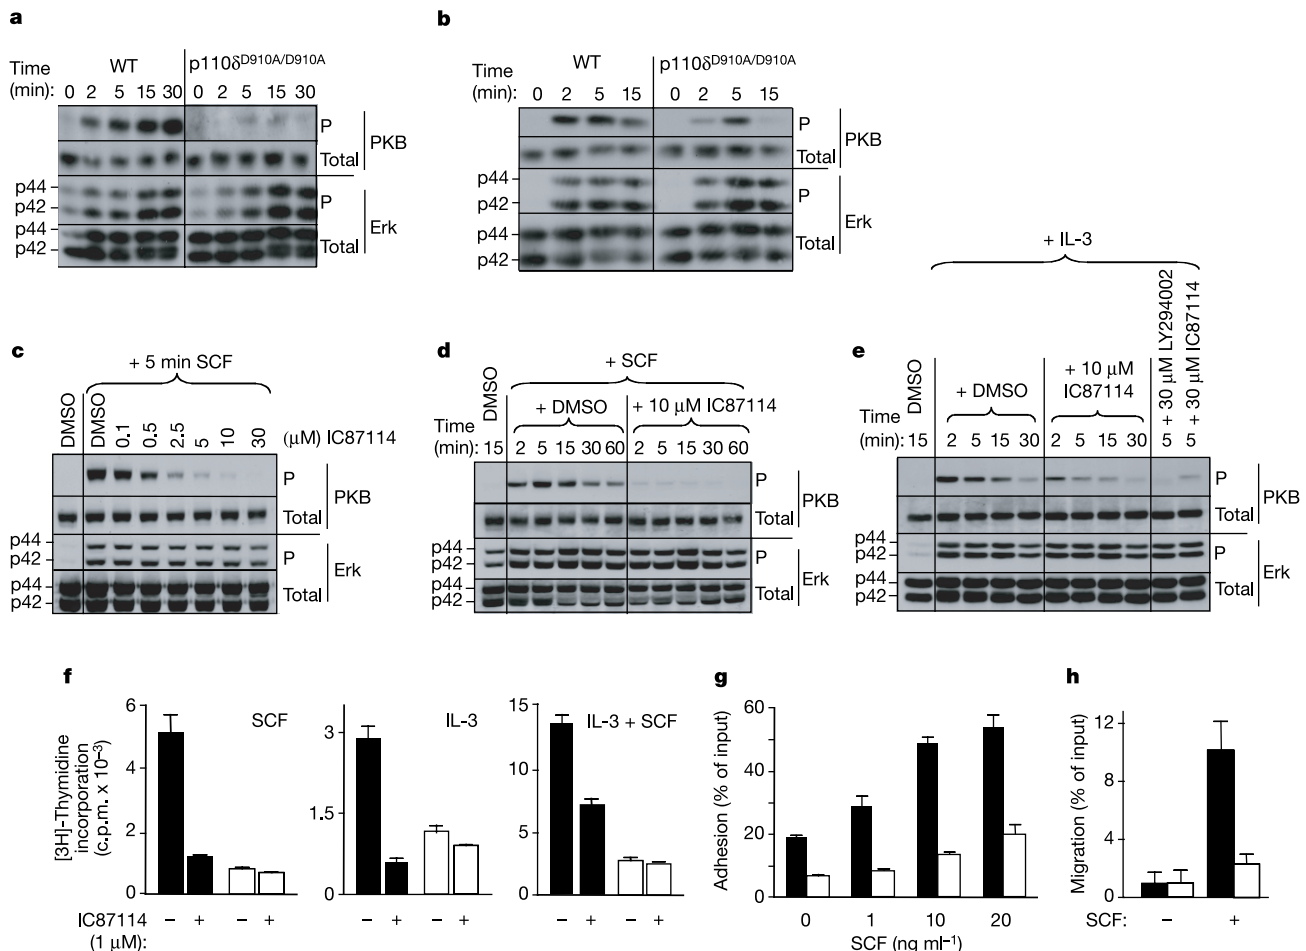 a
WT p110δD910A/D910A
Time
(min): 0 2 5 15 30 0 2 5 15 30
P
Total
PKB
p44
p42
P
p44
p42
Total
Erk
b
WT p110δD910A/D910A
Time
(min): 0 2 5 15 0 2 5 15
P
Total
PKB
p44
p42
P
p44
p42
Total
Erk
c
+ 5 min SCF
DMSO DMSO 0.1 0.5 2.5 5 10 30 (μM) IC87114
P
Total
PKB
p44
p42
P
p44
p42
Total
Erk
d
+ SCF
DMSO + DMSO + 10 μM IC87114
Time
(min): 15 2 5 15 30 60 2 5 15 30 60
P
Total
PKB
p44
p42
P
p44
p42
Total
Erk
e
+ IL-3
DMSO + DMSO + 10 μM
IC87114
+ 30 μM LY294002
+ 30 μM IC87114
Time
(min): 15 2 5 15 30 2 5 15 30 5 5
P
Total
PKB
p44
p42
P
p44
p42
Total
Erk
f
[3H]-Thymidine
incorporation
(c.p.m. x 10–3)
6
4
2
0
SCF
3
1.5
0
IL-3
15
10
5
0
IL-3 + SCF
IC87114
(1 μM):
– + – + – + – + – + – +
g
Adhesion (% of input)
60
40
20
0
0 1 10 20
SCF (ng ml–1)
h
Migration (% of input)
12
8
4
0
SCF: – +